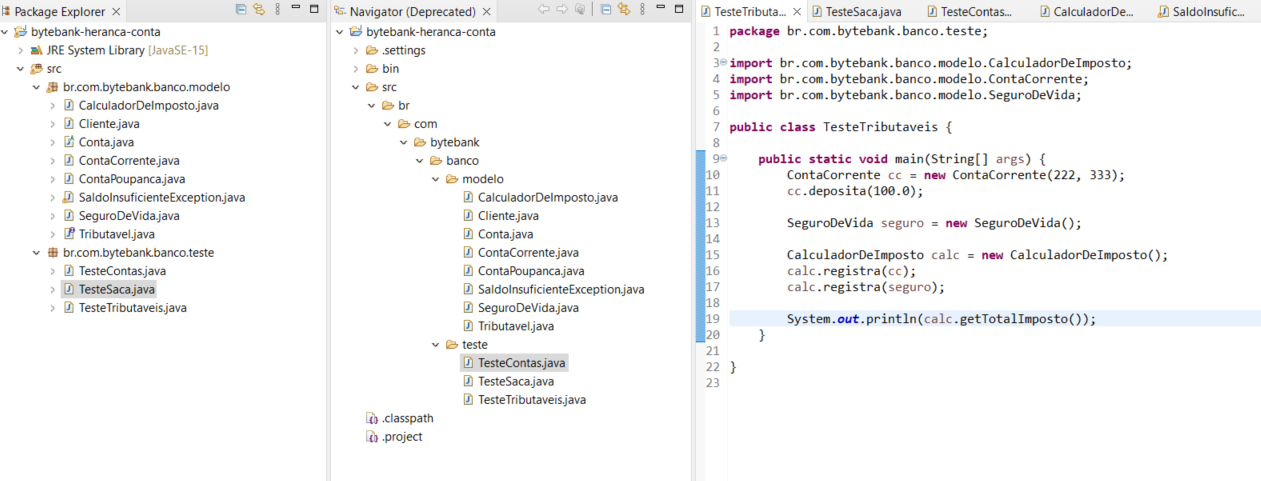 Package Explorer
bytebank-heranca-conta
JRE System Library [JavaSE-15]
src
br.com.bytebank.banco.modelo
CalculadorDeImposto.java
Cliente.java
Conta.java
ContaCorrente.java
ContaPoupanca.java
SaldoInsuficienteException.java
SeguroDeVida.java
Tributavel.java
br.com.bytebank.banco.teste
TesteContas.java
TesteSaca.java
TesteTributaveis.java
Navigator (Deprecated)
bytebank-heranca-conta
.settings
bin
src
br
com
bytebank
banco
modelo
CalculadorDeImposto.java
Cliente.java
Conta.java
ContaCorrente.java
ContaPoupanca.java
SaldoInsuficienteException.java
SeguroDeVida.java
Tributavel.java
teste
TesteContas.java
TesteSaca.java
TesteTributaveis.java
.classpath
.project
TesteTributa... TesteSaca.java TesteContas... CalculadorDe... SaldoInsufic...
1 package br.com.bytebank.banco.teste;
2
3 import br.com.bytebank.banco.modelo.CalculadorDeImposto;
4 import br.com.bytebank.banco.modelo.ContaCorrente;
5 import br.com.bytebank.banco.modelo.SeguroDeVida;
6
7 public class TesteTributaveis {
8
9 public static void main(String[] args) {
10 ContaCorrente cc = new ContaCorrente(222, 333);
11 cc.deposita(100.0);
12
13 SeguroDeVida seguro = new SeguroDeVida();
14
15 CalculadorDeImposto calc = new CalculadorDeImposto();
16 calc.registra(cc);
17 calc.registra(seguro);
18
19 System.out.println(calc.getTotalImposto());
20 }
21
22 }
23